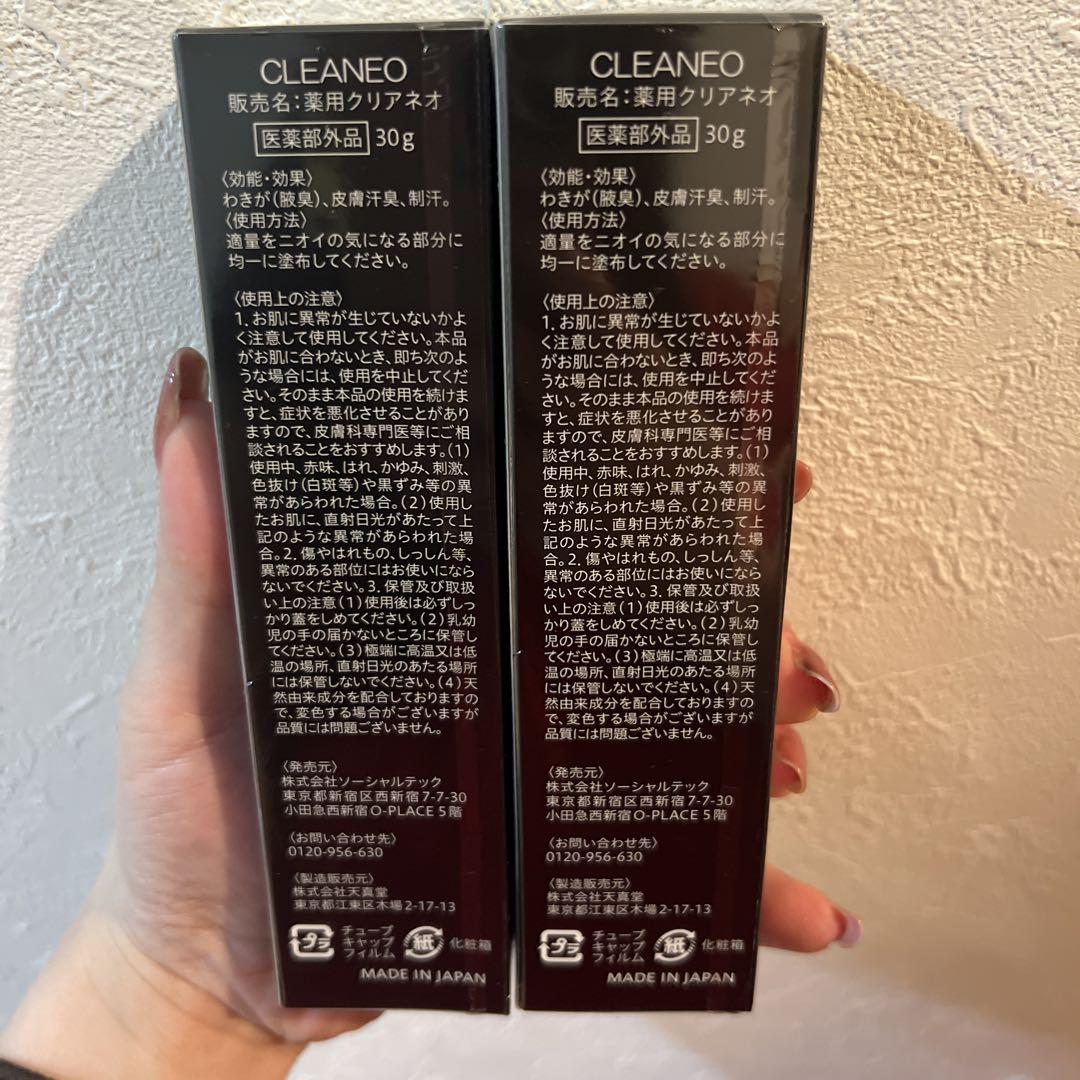 CLEANEO
販売名：薬用クリアネオ
医薬部外品 30g
〈効能・効果〉
わきが（腋臭）、皮膚汗臭、制汗。
〈使用方法〉
適量をニオイの気になる部分に
均一に塗布してください。
〈使用上の注意〉
1. お肌に異常が生じていないかよ
く注意して使用してください。本品
がお肌に合わないとき、即ち次のよ
うな場合には、使用を中止してくだ
さい。そのまま本品の使用を続けま
すと、症状を悪化させることがあり
ますので、皮膚科専門医等にご相
談されることをおすすめします。（1）
使用中、赤味、はれ、かゆみ、刺激、
色抜け（白斑等）や黒ずみ等の異
常があらわれた場合。（2）使用し
たお肌に、直射日光があたって上
記のような異常があらわれた場
合。2. 傷やはれもの、しっしん等、
異常のある部位にはお使いになら
ないでください。3. 保管及び取扱
い上の注意（1）使用後は必ずしっ
かり蓋をしめてください。（2）乳幼
児の手の届かないところに保管し
てください。（3）極端に高温又は低
温の場所、直射日光のあたる場所
には保管しないでください。（4）天
然由来成分を配合しておりますの
で、変色する場合がございますが
品質には問題ございません。
〈発売元〉
株式会社ソーシャルテック
東京都新宿区西新宿7-7-30
小田急西新宿O-PLACE 5階
〈お問い合わせ先〉
0120-956-630
〈製造販売元〉
株式会社天真堂
東京都江東区木場2-17-13
プラ
チューブ
キャップ
フィルム
紙 化粧箱
MADE IN JAPAN
CLEANEO
販売名：薬用クリアネオ
医薬部外品 30g
〈効能・効果〉
わきが（腋臭）、皮膚汗臭、制汗。
〈使用方法〉
適量をニオイの気になる部分に
均一に塗布してください。
〈使用上の注意〉
1. お肌に異常が生じていないかよ
く注意して使用してください。本品
がお肌に合わないとき、即ち次のよ
うな場合には、使用を中止してくだ
さい。そのまま本品の使用を続けま
すと、症状を悪化させることがあり
ますので、皮膚科専門医等にご相
談されることをおすすめします。（1）
使用中、赤味、はれ、かゆみ、刺激、
色抜け（白斑等）や黒ずみ等の異
常があらわれた場合。（2）使用し
たお肌に、直射日光があたって上
記のような異常があらわれた場
合。2. 傷やはれもの、しっしん等、
異常のある部位にはお使いになら
ないでください。3. 保管及び取扱
い上の注意（1）使用後は必ずしっ
かり蓋をしめてください。（2）乳幼
児の手の届かないところに保管し
てください。（3）極端に高温又は低
温の場所、直射日光のあたる場所
には保管しないでください。（4）天
然由来成分を配合しておりますの
で、変色する場合がございますが
品質には問題ございません。
〈発売元〉
株式会社ソーシャルテック
東京都新宿区西新宿7-7-30
小田急西新宿O-PLACE 5階
〈お問い合わせ先〉
0120-956-630
〈製造販売元〉
株式会社天真堂
東京都江東区木場2-17-13
プラ
チューブ
キャップ
フィルム
紙 化粧箱
MADE IN JAPAN